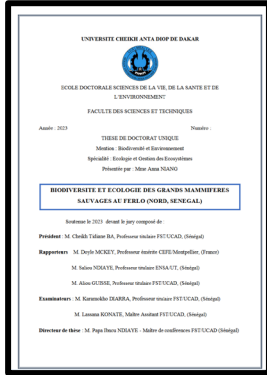 UNIVERSITE CHEIKH ANTA DIOP DE DAKAR
ECOLE DOCTORALE SCIENCES DE LA VIE, DE LA SANTE ET DE
L'ENVIRONNEMENT
FACULTE DES SCIENCES ET TECHNIQUES
Année : 2023 Numéro :
THESE DE DOCTORAT UNIQUE
Mention : Biodiversité et Environnement
Spécialité : Ecologie et Gestion des Ecosystèmes
Présentée par : Mme Anna NIANG
BIODIVERSITE ET ECOLOGIE DES GRANDS MAMMIFERES
SAUVAGES AU FERLO (NORD, SENEGAL)
Soutenue le 2023 devant le jury composé de :
Président : M. Cheikh Tidiane BA, Professeur titulaire FST/UCAD, (Sénégal)
Rapporteurs M. Doyle MCKEY, Professeur émérite CEFE/Montpellier, (France)
M. Saliou NDIAYE, Professeur titulaire ENSA/UT, (Sénégal)
M. Aliou GUISSE, Professeur titulaire FST/UCAD, (Sénégal)
Examinateurs : M. Karamokho DIARRA, Professeur titulaire FST/UCAD, (Sénégal)
M. Lassana KONATE, Maître Assistant FST/UCAD, (Sénégal)
Directeur de thèse : M. Papa Ibnou NDIAYE - Maître de conférences FST/UCAD (Sénégal)